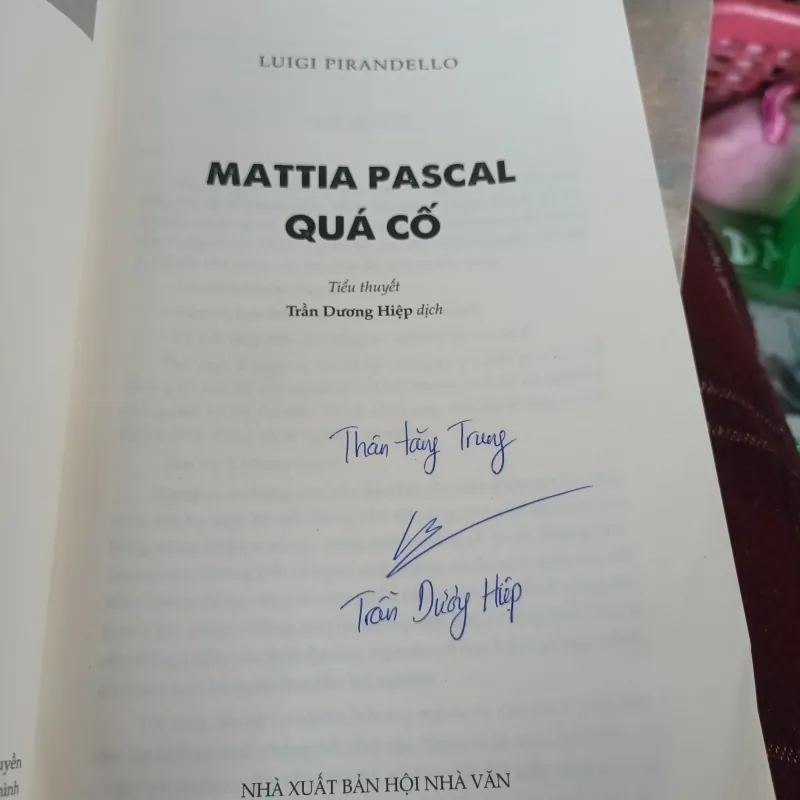 LUIGI PIRANDELLO
MATTIA PASCAL
QUÁ CỐ
Tiểu thuyết
Trần Dương Hiệp dịch
Thân tặng Trung
Trần Dương Hiệp
NHÀ XUẤT BẢN HỘI NHÀ VĂN